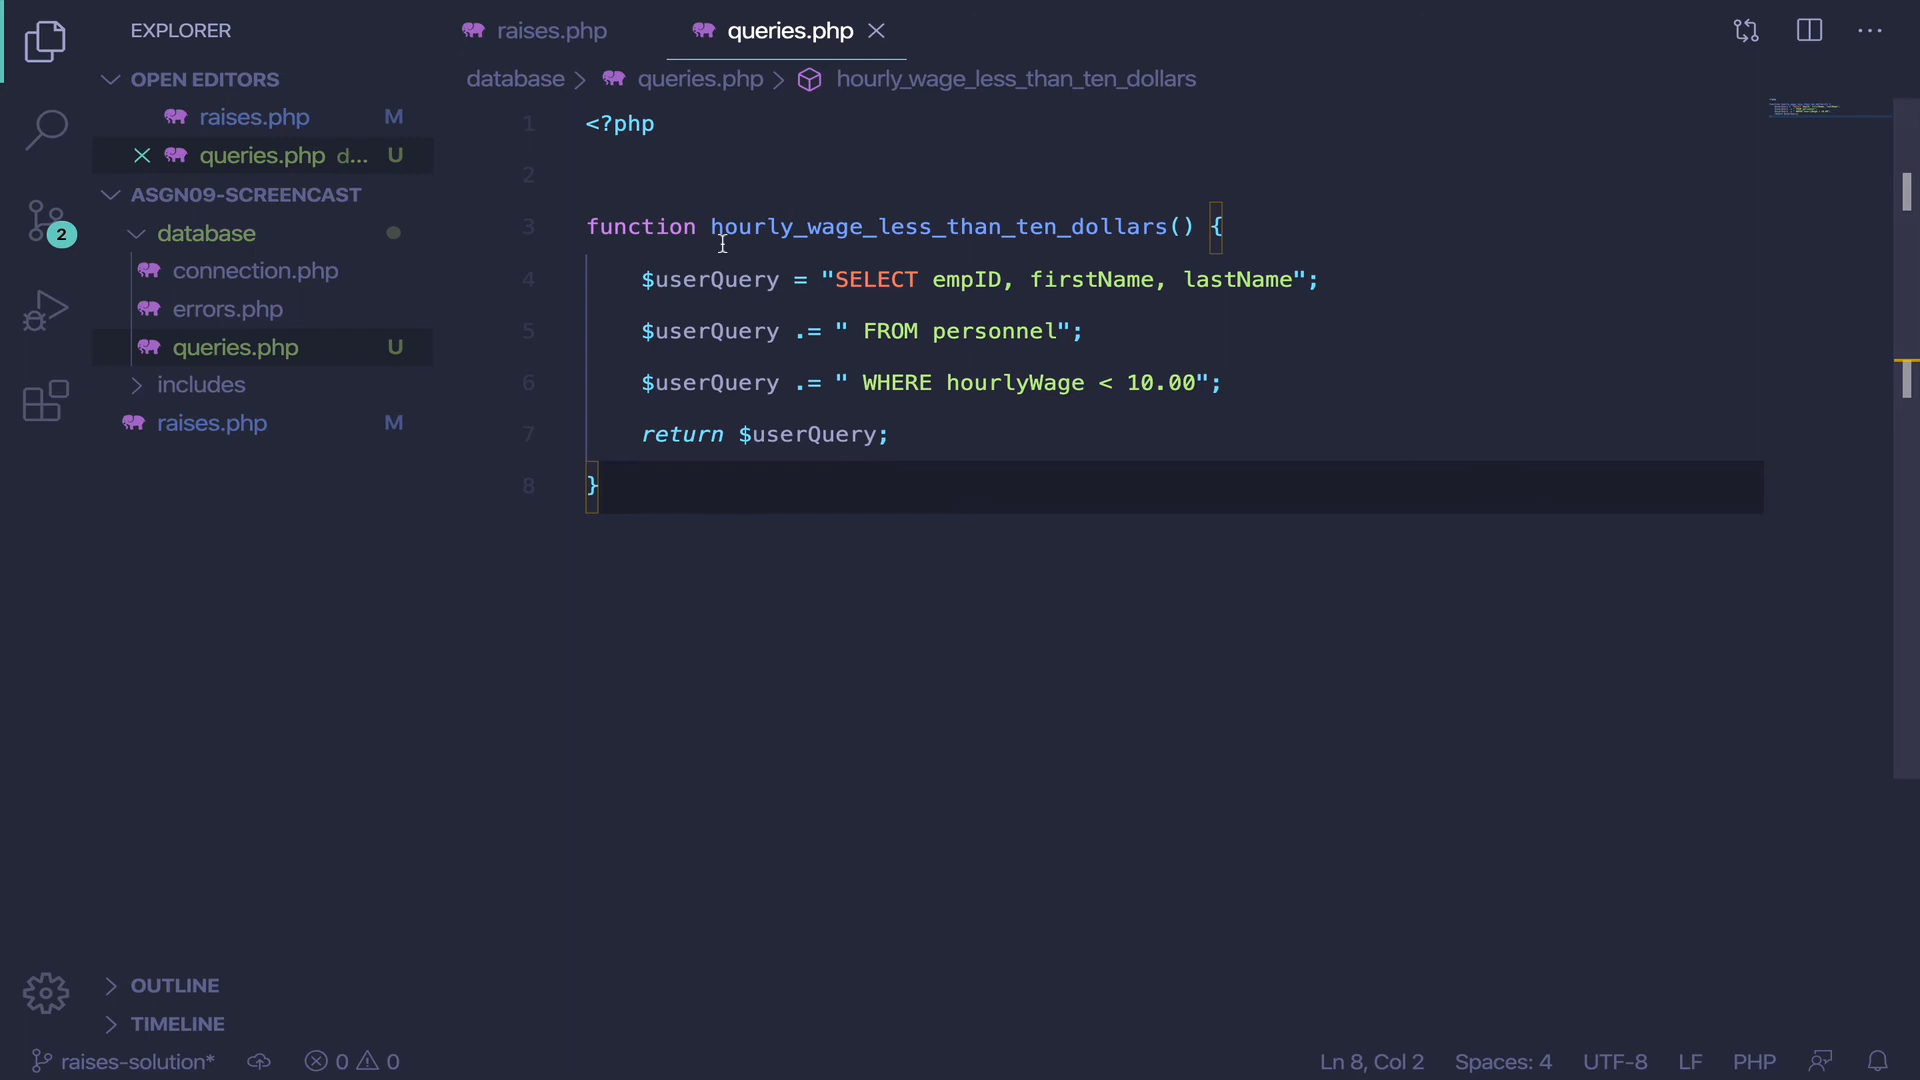 EXPLORER
OPEN EDITORS
raises.php M
queries.php d... U
ASGN09-SCREENCAST
database
connection.php
errors.php
queries.php U
includes
raises.php M
OUTLINE
TIMELINE
2
raises.php
queries.php
database > queries.php > hourly_wage_less_than_ten_dollars
1 <?php
2
3 function hourly_wage_less_than_ten_dollars() {
4 $userQuery = "SELECT empID, firstName, lastName";
5 $userQuery .= " FROM personnel";
6 $userQuery .= " WHERE hourlyWage < 10.00";
7 return $userQuery;
8 }
raises-solution* 0 0 Ln 8, Col 2 Spaces: 4 UTF-8 LF PHP